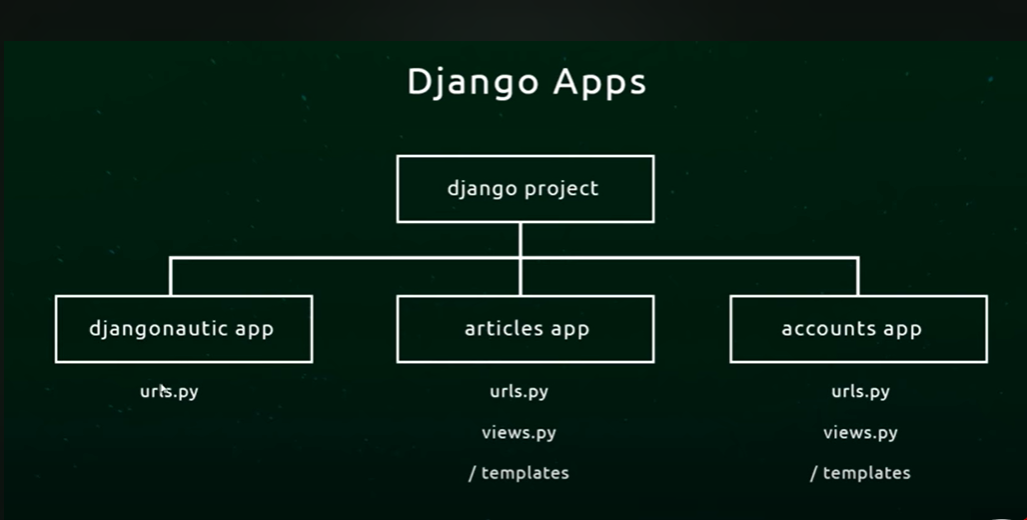 Django Apps
django project
djangonautic app
articles app
accounts app
urls.py
urls.py
urls.py
views.py
views.py
/ templates
/ templates